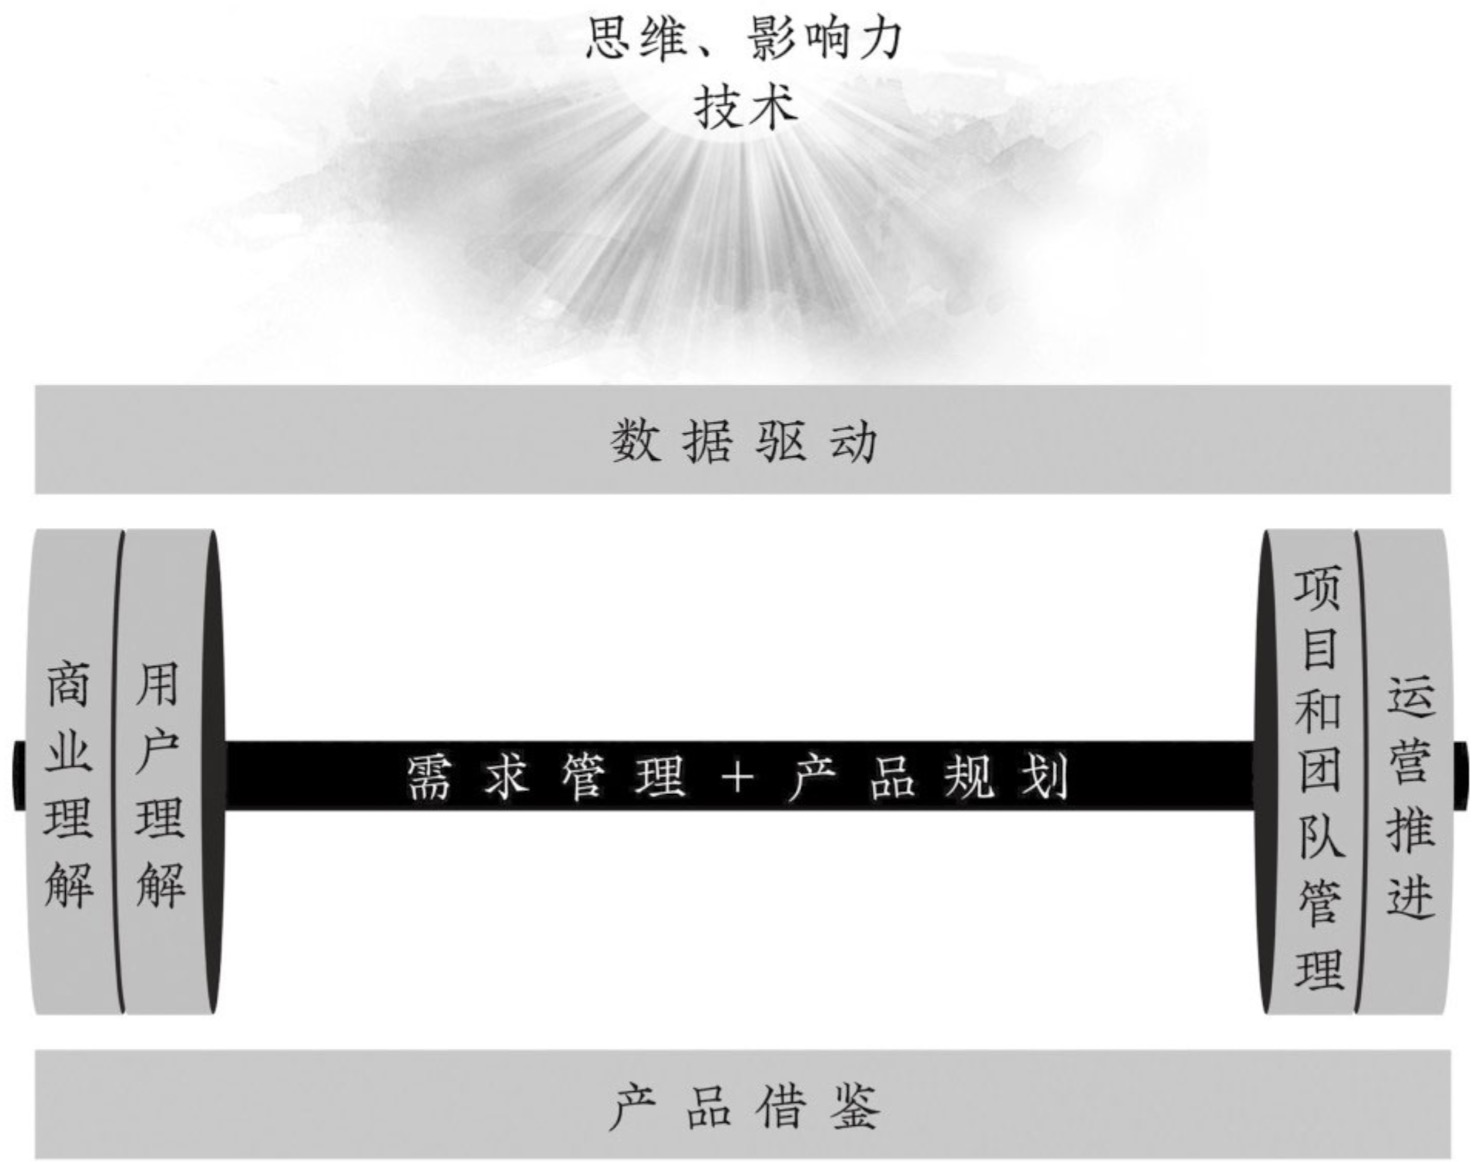 思维、影响力
技术
数据驱动
商业理解
用户理解
需求管理+产品规划
项目和团队管理
运营推进
产品借鉴